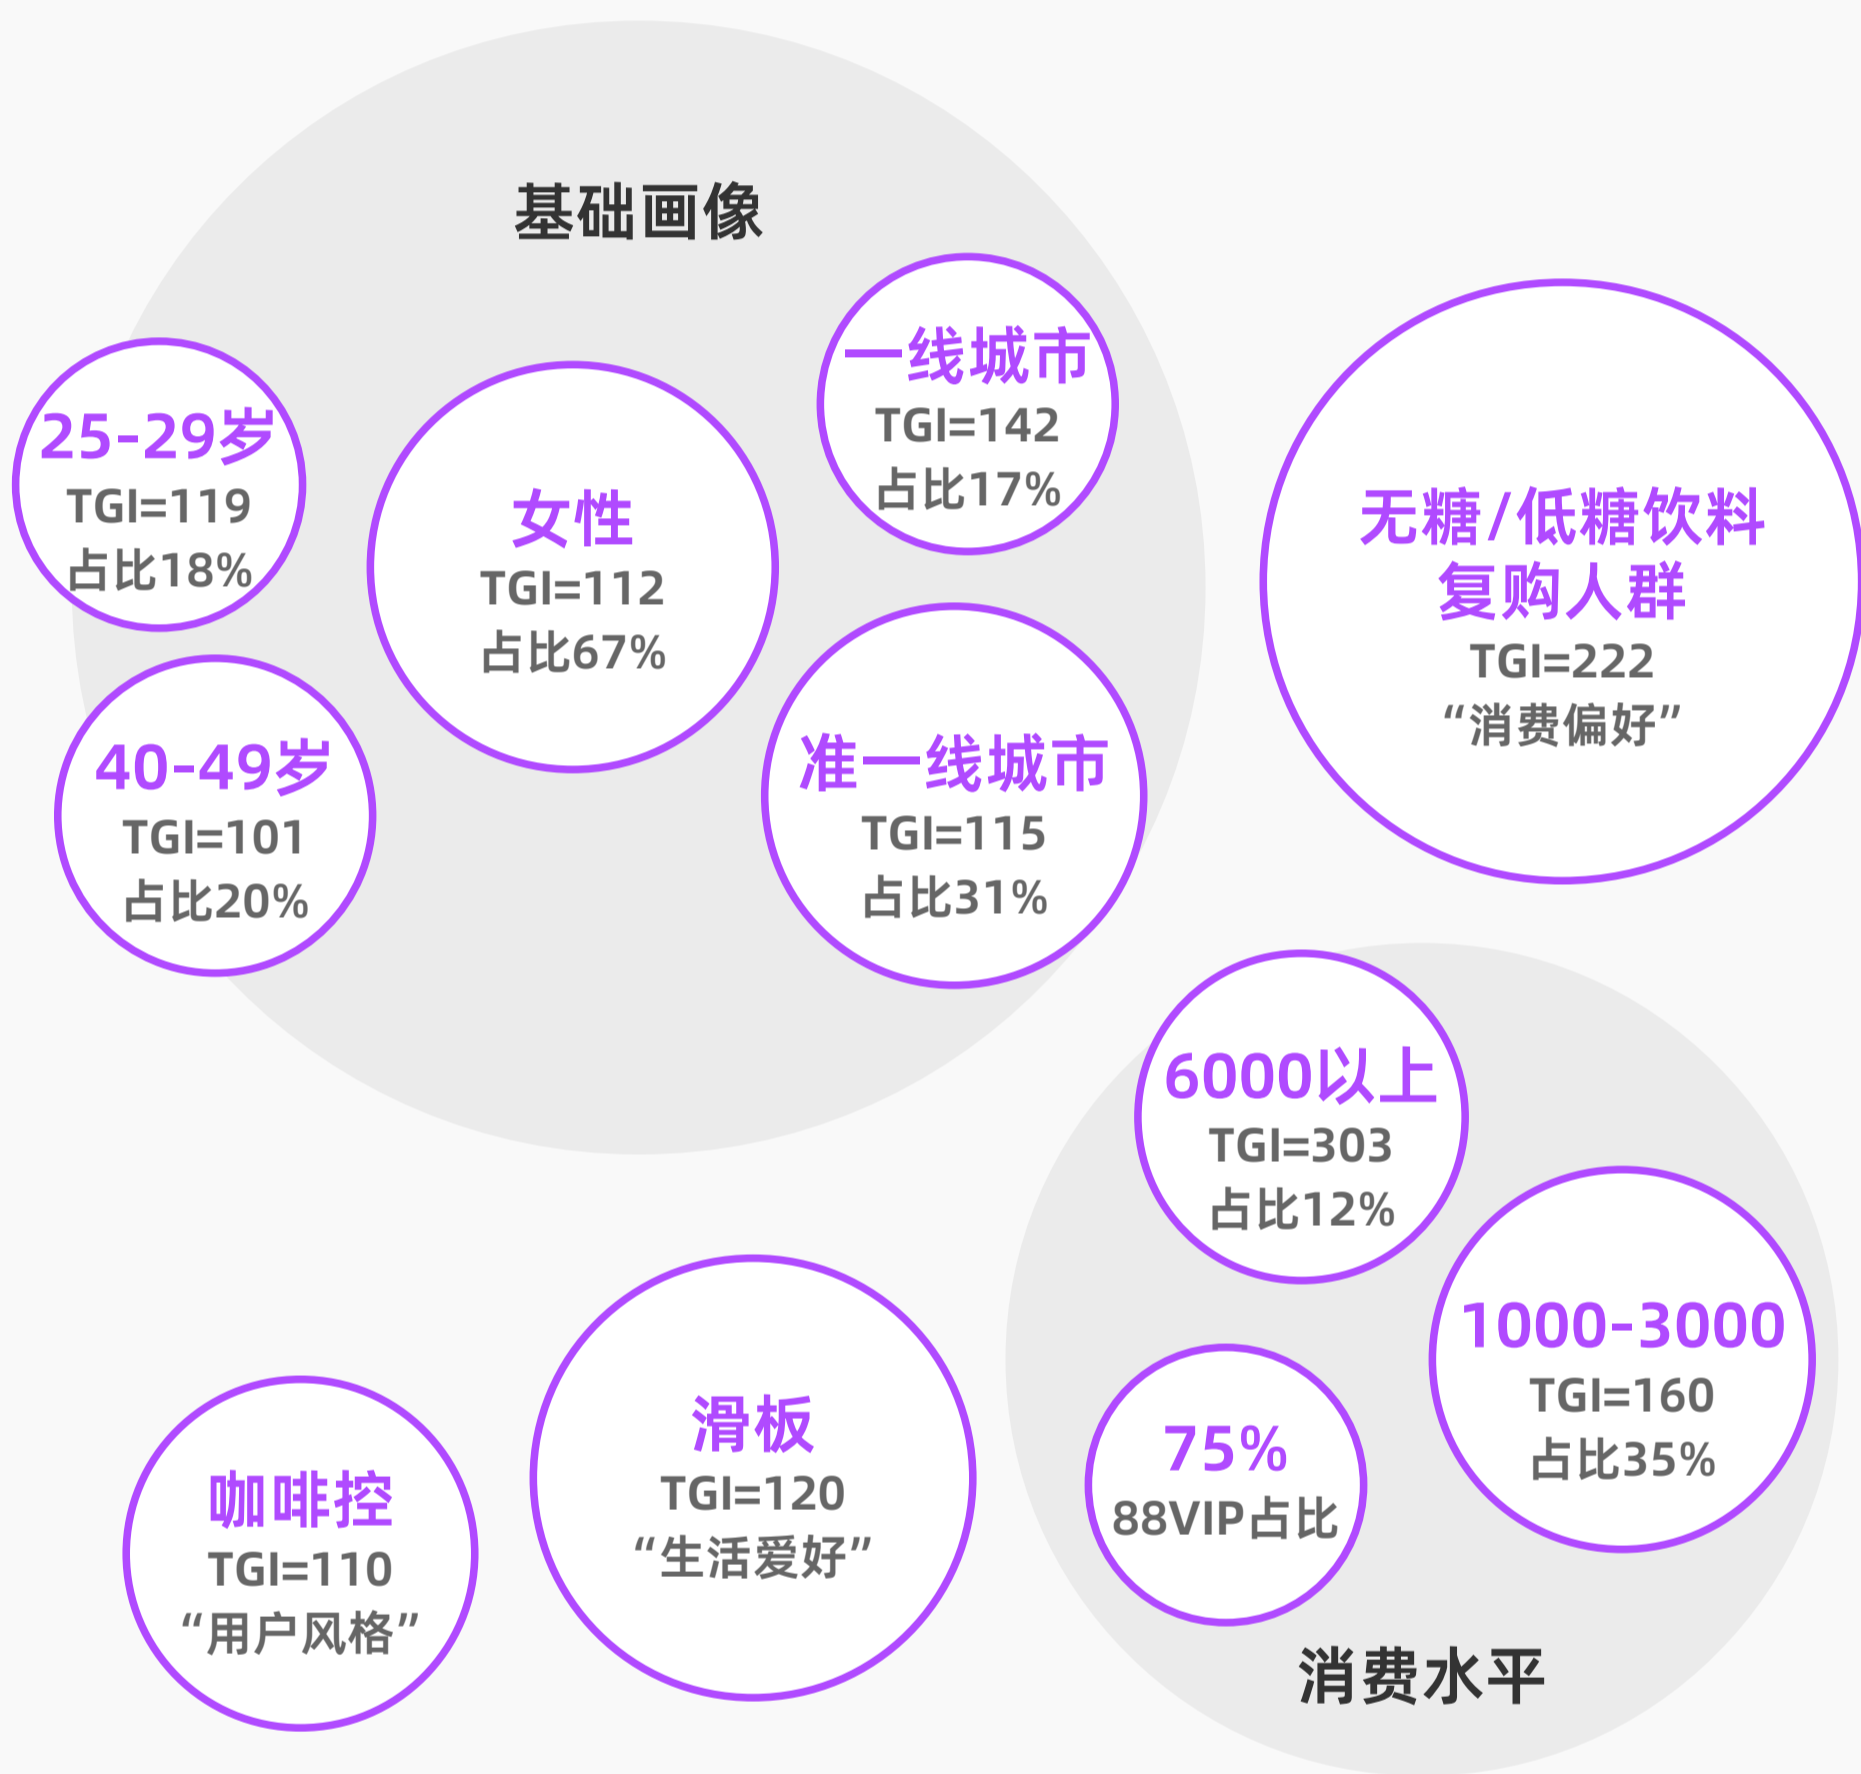 基础画像
25-29岁
TGI=119
占比18%
40-49岁
TGI=101
占比20%
女性
TGI=112
占比67%
一线城市
TGI=142
占比17%
准一线城市
TGI=115
占比31%
无糖/低糖饮料
复购人群
TGI=222
“消费偏好”
6000以上
TGI=303
占比12%
1000-3000
TGI=160
占比35%
75%
88VIP占比
消费水平
滑板
TGI=120
“生活爱好”
咖啡控
TGI=110
“用户风格”